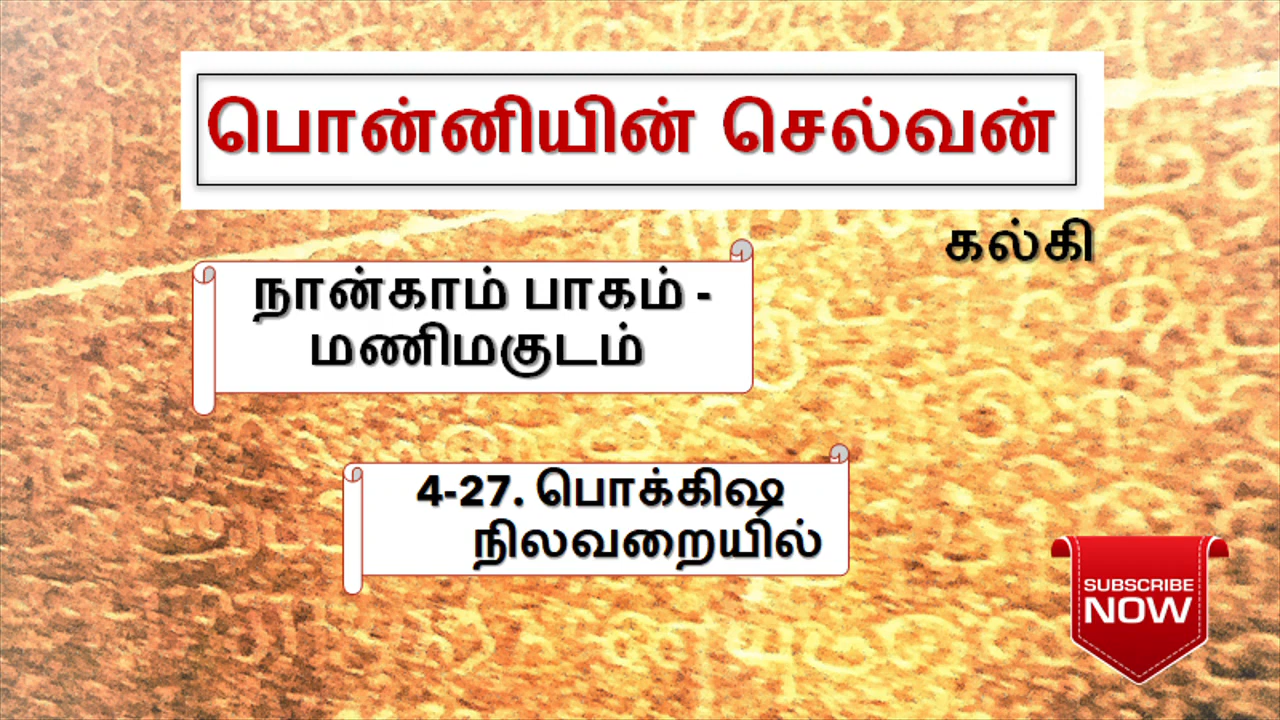 பொன்னியின் செல்வன்
கல்கி
நான்காம் பாகம் -
மணிமகுடம்
4-27. பொக்கிஷ
நிலவறையில்
SUBSCRIBE
NOW